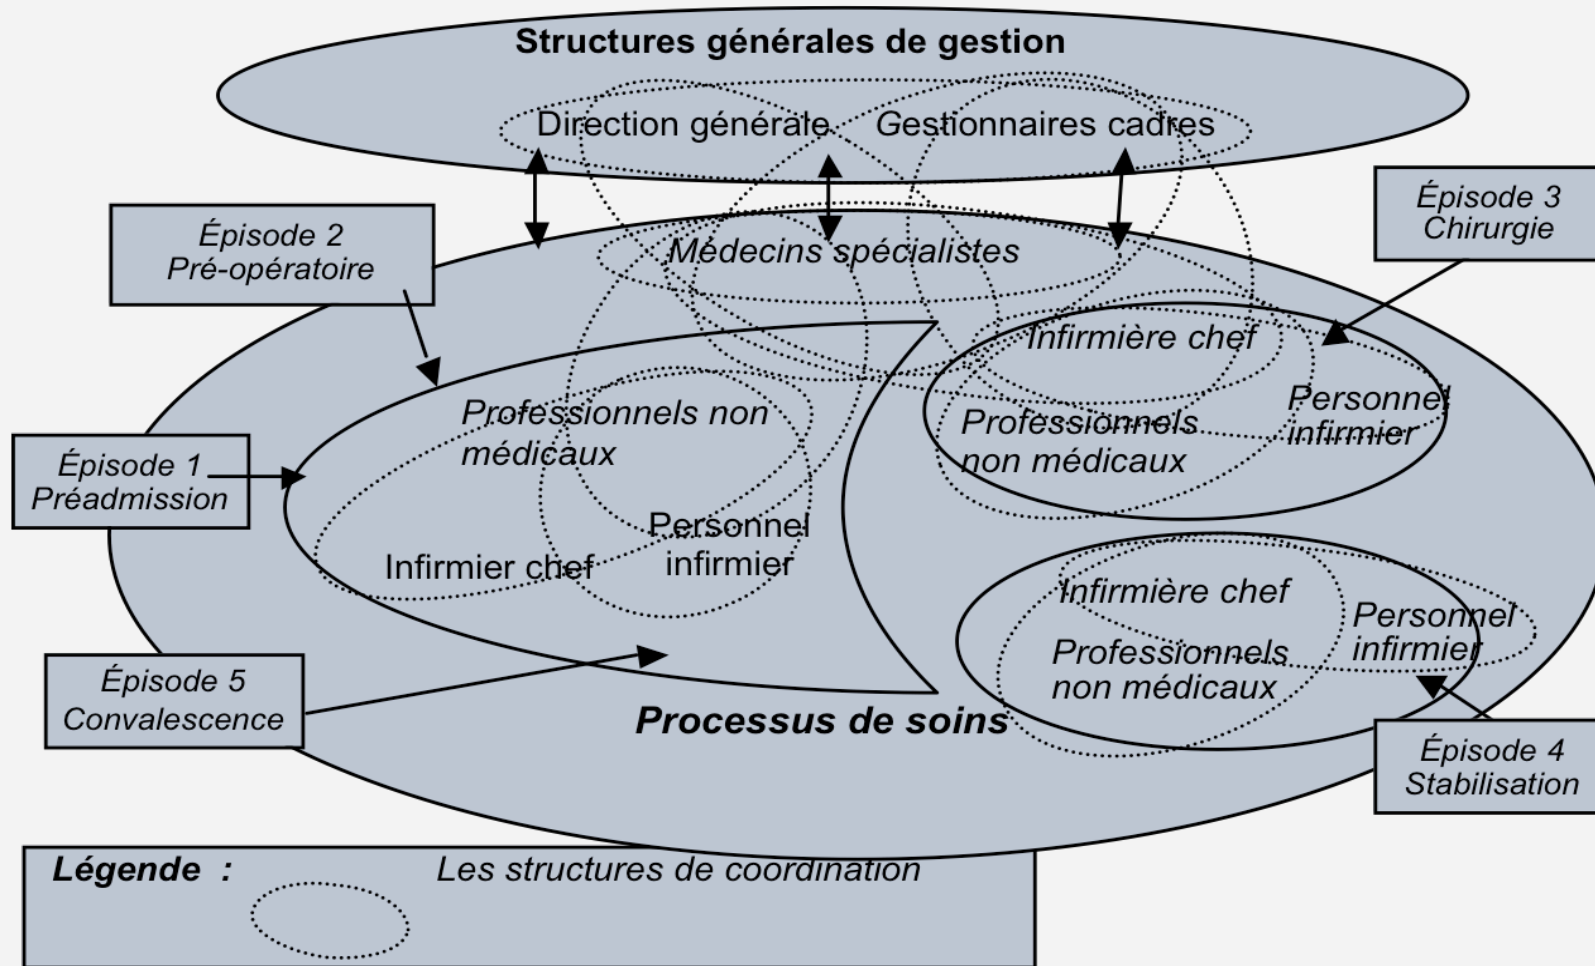 Structures générales de gestion
Direction générale
Gestionnaires cadres
Épisode 2
Pré-opératoire
Épisode 3
Chirurgie
Médecins spécialistes
Infirmière chef
Personnel
infirmier
Professionnels
non médicaux
Professionnels non
médicaux
Épisode 1
Préadmission
Personnel
infirmier
Infirmier chef
Infirmière chef
Personnel
infirmier
Professionnels
non médicaux
Épisode 5
Convalescence
Processus de soins
Épisode 4
Stabilisation
Légende : Les structures de coordination